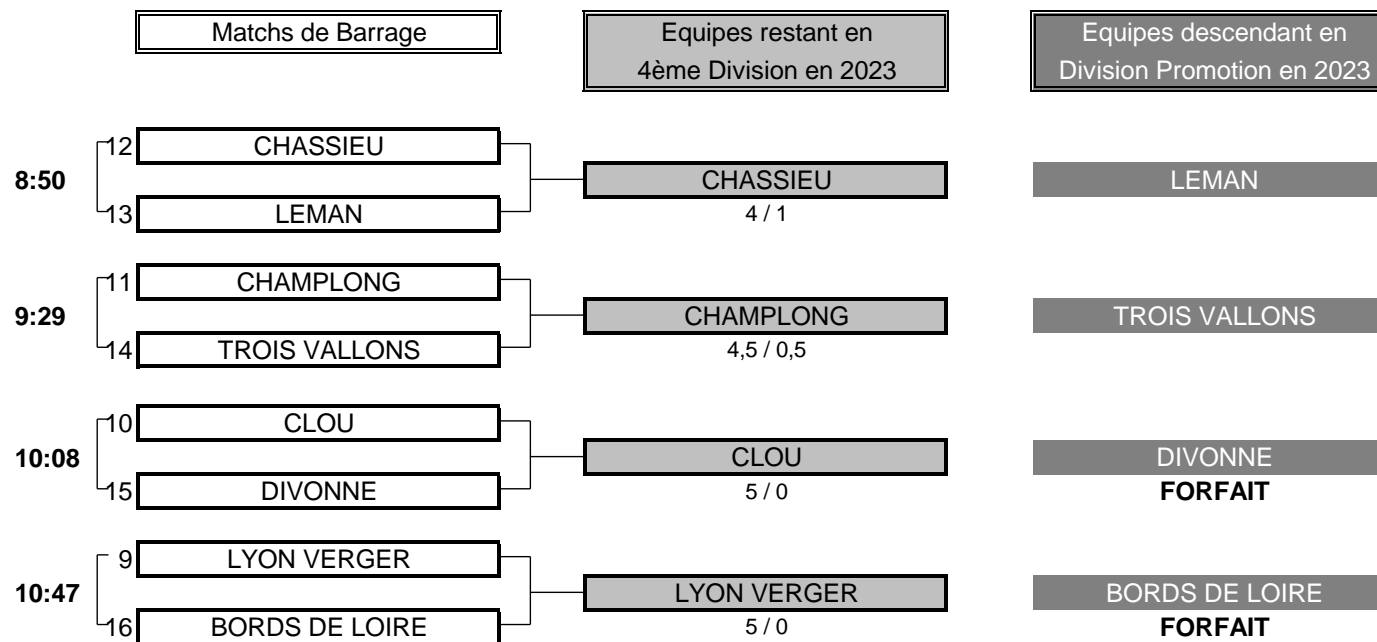 Matchs de Barrage
Equipes restant en
4ème Division en 2023
Equipes descendant en
Division Promotion en 2023
8:50
12
CHASSIEU
13
LEMAN
CHASSIEU
4 / 1
LEMAN
9:29
11
CHAMPLONG
14
TROIS VALLONS
CHAMPLONG
4,5 / 0,5
TROIS VALLONS
10:08
10
CLOU
15
DIVONNE
CLOU
5 / 0
DIVONNE
FORFAIT
10:47
9
LYON VERGER
16
BORDS DE LOIRE
LYON VERGER
5 / 0
BORDS DE LOIRE
FORFAIT